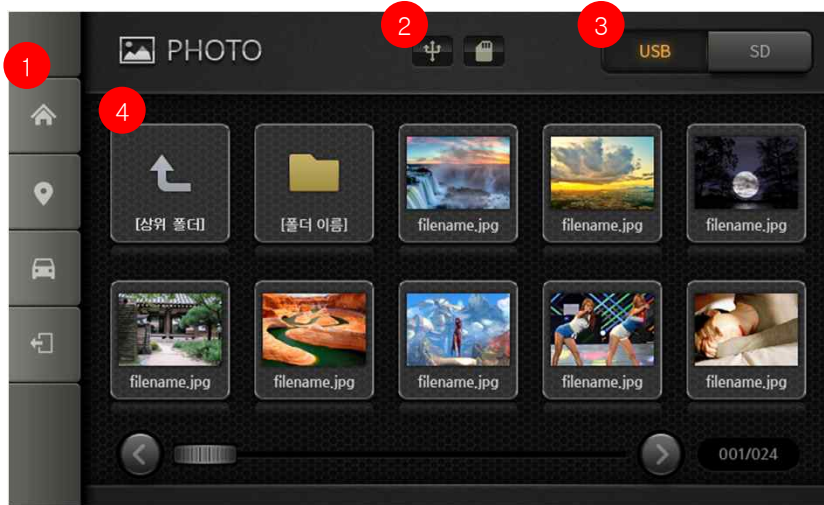 1
PHOTO
2
3
USB
SD
4
[상위 폴더]
[폴더 이름]
filename.jpg
filename.jpg
filename.jpg
filename.jpg
filename.jpg
filename.jpg
filename.jpg
filename.jpg
001/024